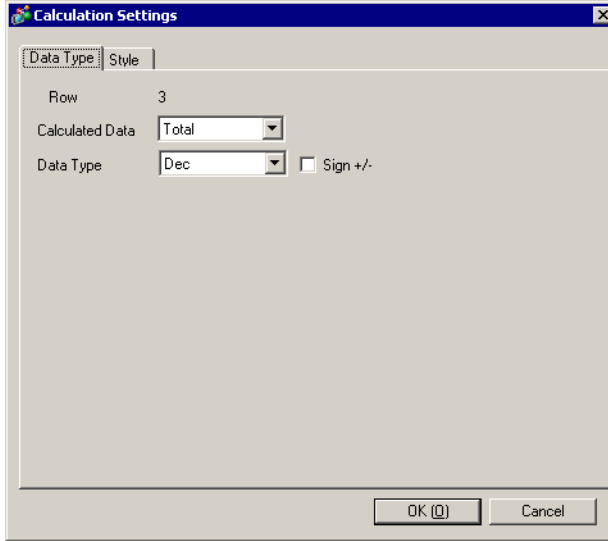 Calculation Settings
Data Type Style
Row 3
Calculated Data Total
Data Type Dec Sign +/-
OK (O) Cancel